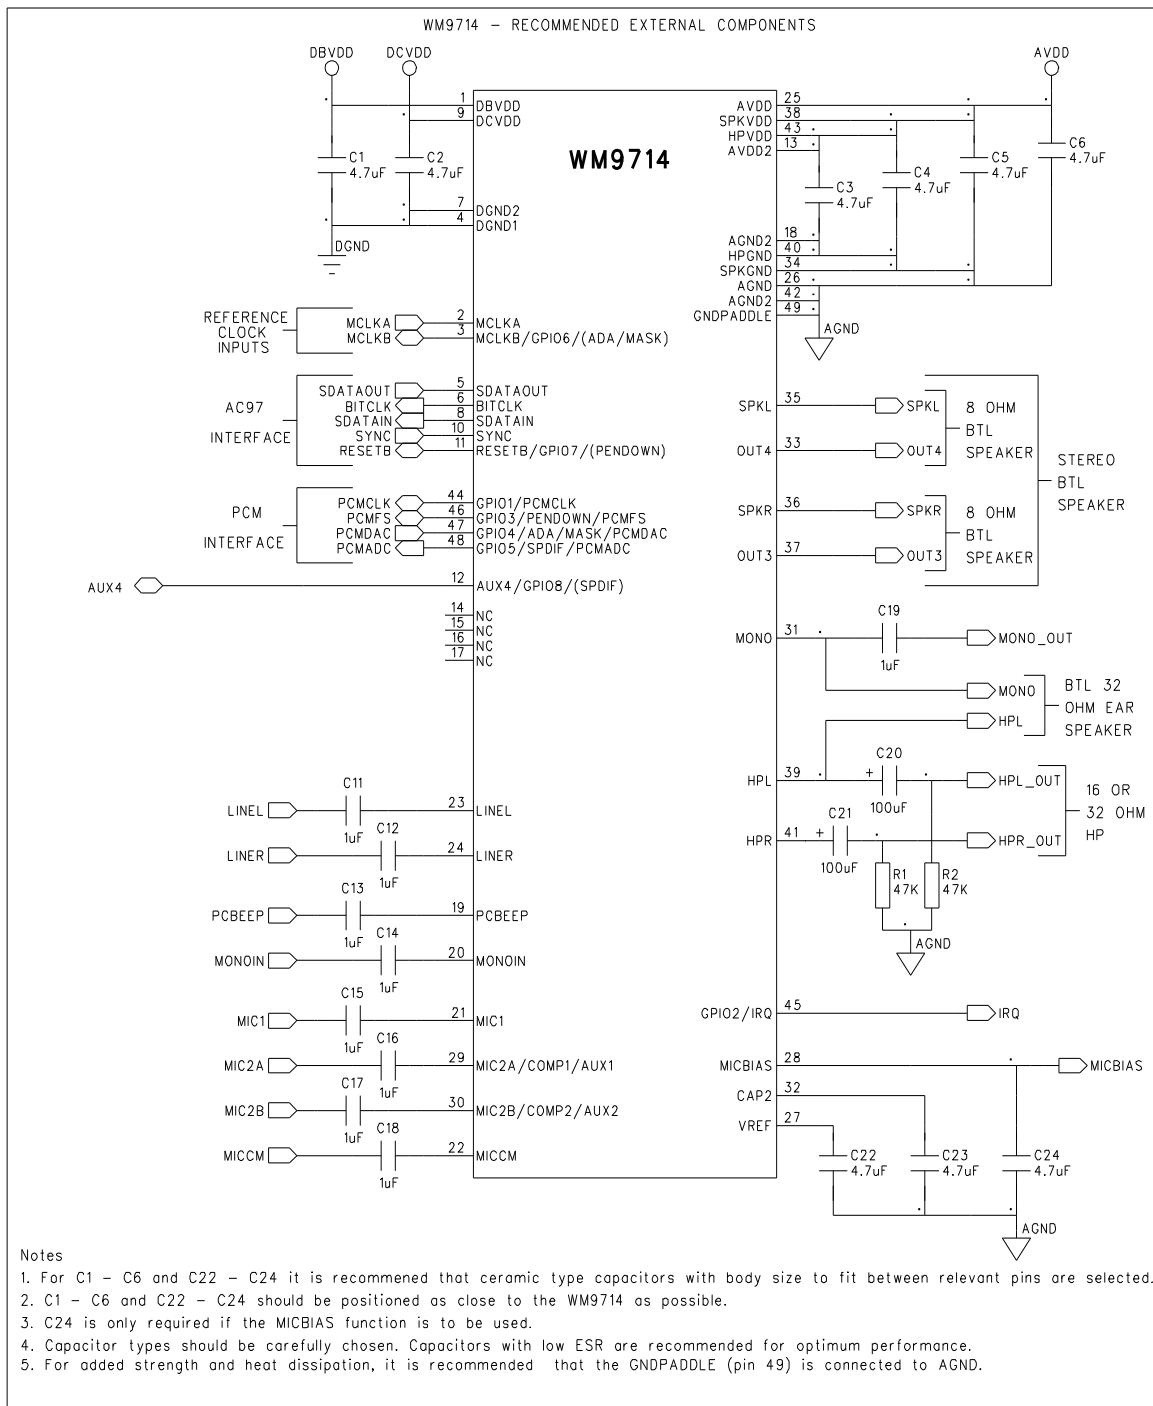 WM9714 - RECOMMENDED EXTERNAL COMPONENTS
DBVDD
DCVDD
AVDD
WM9714
1
DBVDD
9
DCVDD
C1
4.7uF
C2
4.7uF
7
DGND2
4
DGND1
DGND
AVDD
25
SPKVDD
38
HPVDD
43
AVDD2
13
C3
4.7uF
C4
4.7uF
C5
4.7uF
C6
4.7uF
AGND2
18
HPGND
40
SPKGND
34
AGND
26
AGND2
42
GNDPADDLE
49
AGND
REFERENCE
CLOCK
INPUTS
MCLKA
2
MCLKA
MCLKB
3
MCLKB/GPIO6/(ADA/MASK)
AC97
INTERFACE
SDATAOUT
5
SDATAOUT
BITCLK
6
BITCLK
SDATAIN
8
SDATAIN
SYNC
10
SYNC
RESETB
11
RESETB/GPIO7/(PENDOWN)
PCM
INTERFACE
PCMCLK
44
GPIO1/PCMCLK
PCMFS
46
GPIO3/PENDOWN/PCMFS
PCMDAC
47
GPIO4/ADA/MASK/PCMDAC
PCMADC
48
GPIO5/SPDIF/PCMADC
AUX4
12
AUX4/GPIO8/(SPDIF)
14
NC
15
NC
16
NC
17
NC
SPKL
35
SPKL
OUT4
33
OUT4
8 OHM
BTL
SPEAKER
SPKR
36
SPKR
OUT3
37
OUT3
8 OHM
BTL
SPEAKER
STEREO
BTL
SPEAKER
MONO
31
C19
1uF
MONO_OUT
MONO
HPL
BTL 32
OHM EAR
SPEAKER
HPL
39
+
C20
100uF
HPL_OUT
HPR
41
+
C21
100uF
HPR_OUT
16 OR
32 OHM
HP
R1
47K
R2
47K
AGND
LINEL
C11
1uF
23
LINEL
LINER
C12
1uF
24
LINER
PCBEEP
C13
1uF
19
PCBEEP
MONOIN
C14
1uF
20
MONOIN
MIC1
C15
1uF
21
MIC1
MIC2A
C16
1uF
29
MIC2A/COMP1/AUX1
MIC2B
C17
1uF
30
MIC2B/COMP2/AUX2
MICCM
C18
1uF
22
MICCM
GPIO2/IRQ
45
IRQ
MICBIAS
28
MICBIAS
CAP2
32
VREF
27
C22
4.7uF
C23
4.7uF
C24
4.7uF
AGND
Notes
1. For C1 - C6 and C22 - C24 it is recommened that ceramic type capacitors with body size to fit between relevant pins are selected.
2. C1 - C6 and C22 - C24 should be positioned as close to the WM9714 as possible.
3. C24 is only required if the MICBIAS function is to be used.
4. Capacitor types should be carefully chosen. Capacitors with low ESR are recommended for optimum performance.
5. For added strength and heat dissipation, it is recommended that the GNDPADDLE (pin 49) is connected to AGND.